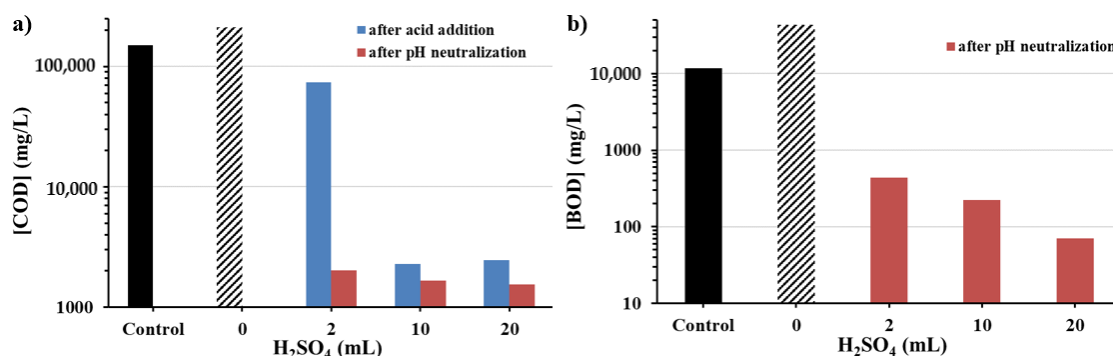 a)
after acid addition
after pH neutralization
[COD] (mg/L)
100,000
10,000
1000
Control 0 2 10 20
H₂SO₄ (mL)
b)
after pH neutralization
[BOD] (mg/L)
10,000
1000
100
10
Control 0 2 10 20
H₂SO₄ (mL)